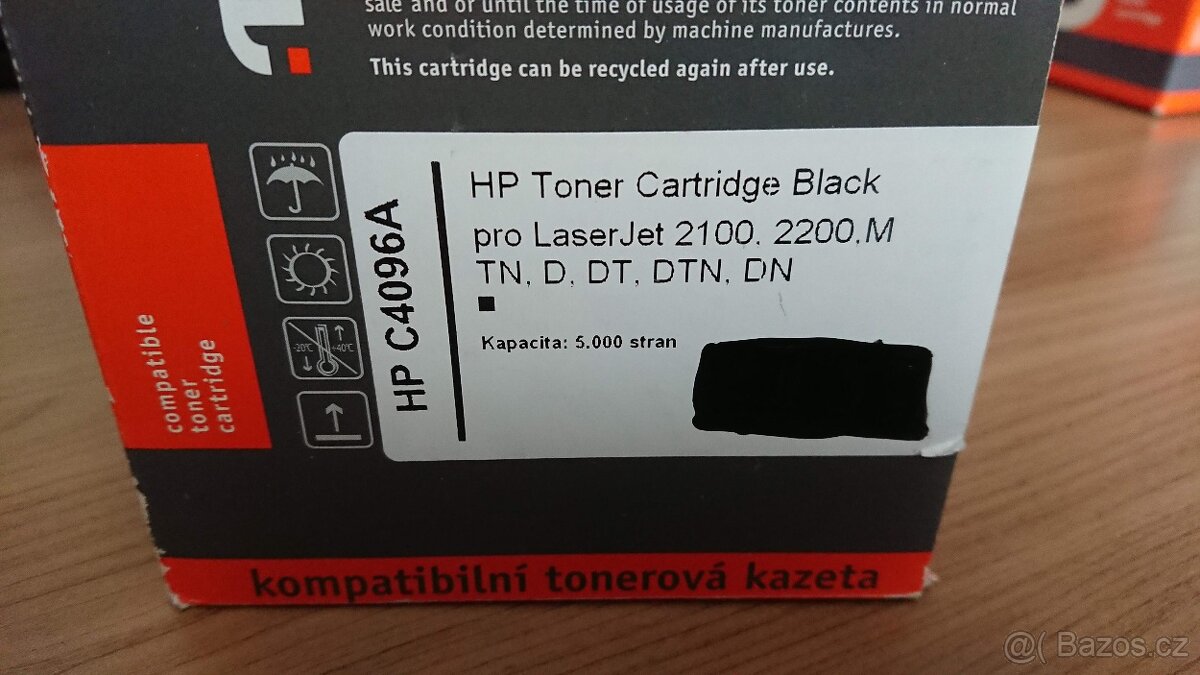 sale and or until the time of usage of its toner contents in normal
work condition determined by machine manufactures.
This cartridge can be recycled again after use.
HP C4096A
HP Toner Cartridge Black
pro LaserJet 2100. 2200,M
TN, D, DT, DTN, DN
Kapacita: 5.000 stran
compatible
toner
cartridge
-20°C
+40°C
kompatibilní tonerová kazeta
@( Bazos.cz